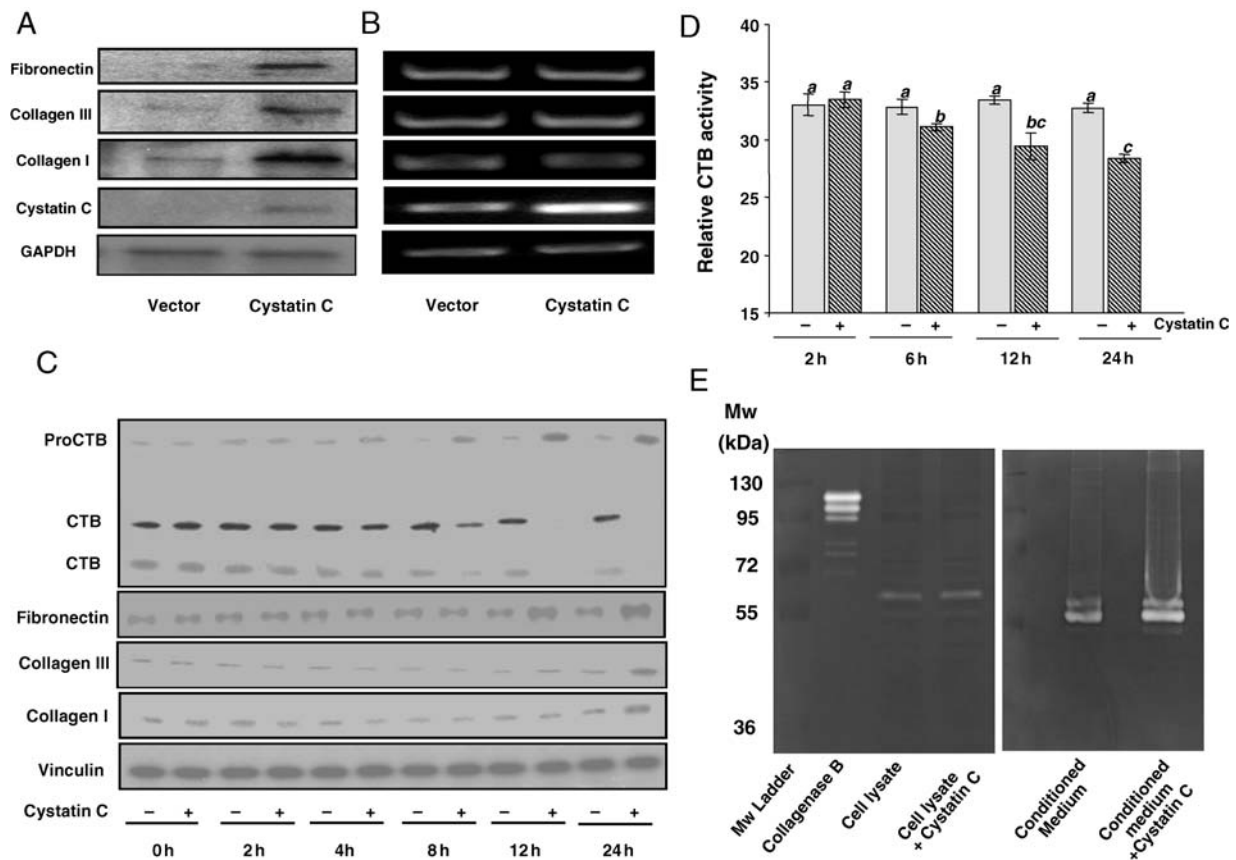 A
B
Fibronectin
Collagen III
Collagen I
Cystatin C
GAPDH
Vector Cystatin C
Vector Cystatin C
C
ProCTB
CTB
CTB
Fibronectin
Collagen III
Collagen I
Vinculin
Cystatin C − + − + − + − + − + − +
0 h 2 h 4 h 8 h 12 h 24 h
D
Relative CTB activity
40
35
30
25
20
15
a a a b a bc a c
− + − + − + − + Cystatin C
2 h 6 h 12 h 24 h
E
Mw
(kDa)
130
95
72
55
36
Mw Ladder
Collagenase B
Cell lysate
Cell lysate
+ Cystatin C
Conditioned
Medium
Conditioned
medium
+Cystatin C